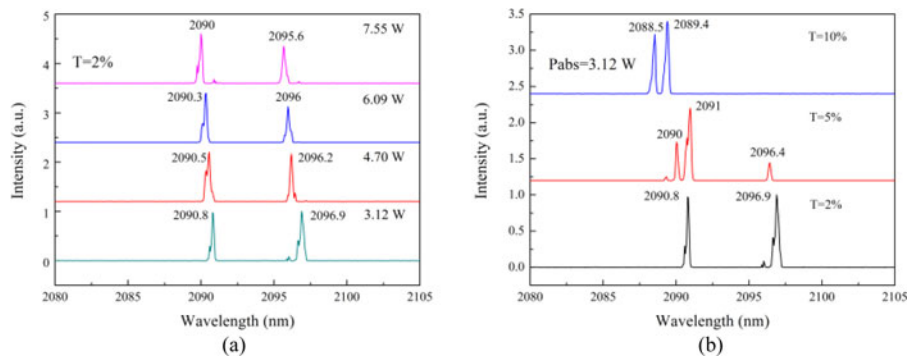 5
4
3
2
1
0
Intensity (a.u.)
T=2%
2090
2095.6
7.55 W
2090.3
2096
6.09 W
2090.5
2096.2
4.70 W
2090.8
2096.9
3.12 W
2080 2085 2090 2095 2100 2105
Wavelength (nm)
(a)
3.5
3.0
2.5
2.0
1.5
1.0
0.5
0.0
Intensity (a.u.)
2088.5
2089.4
T=10%
Pabs=3.12 W
2091
2090
2096.4
T=5%
2090.8
2096.9
T=2%
2080 2085 2090 2095 2100 2105
Wavelength (nm)
(b)